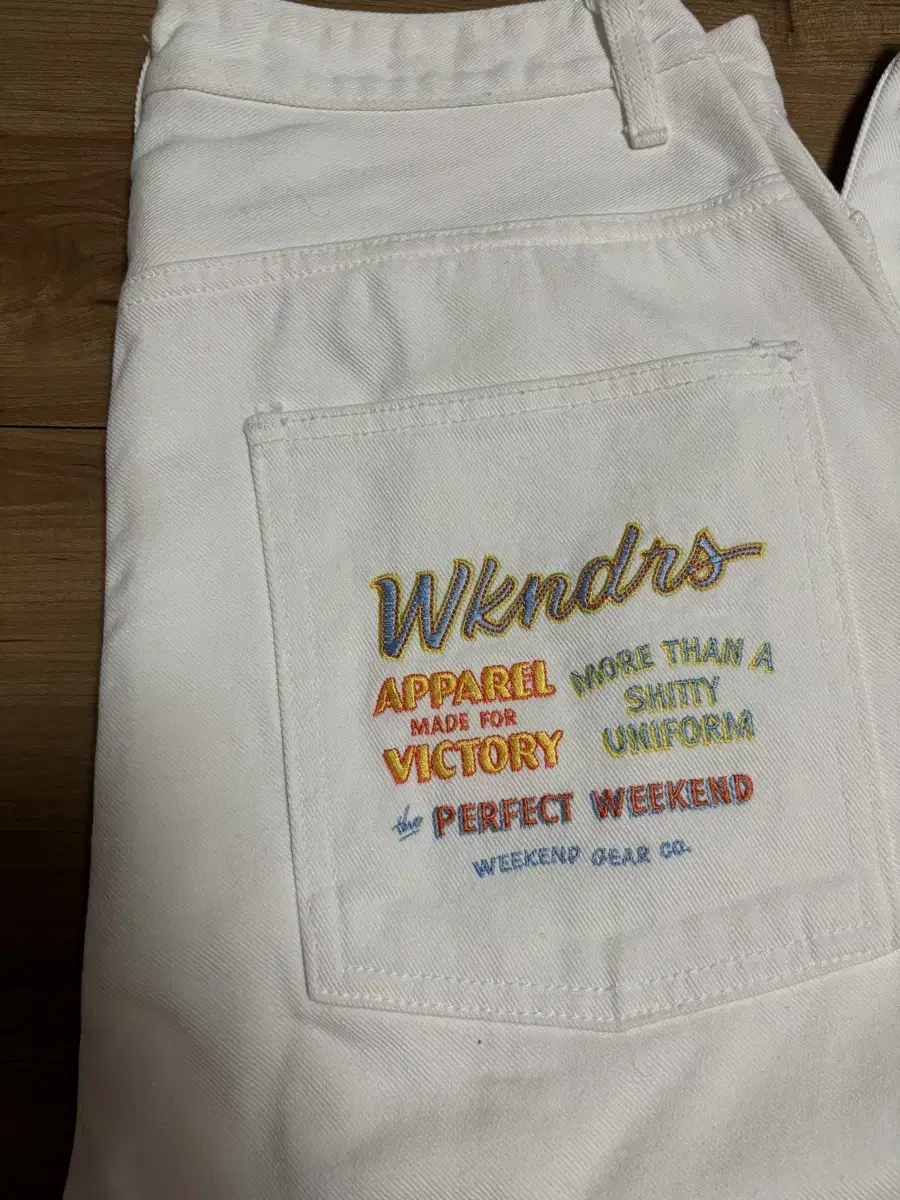 Wkndrs
APPAREL
MADE FOR
VICTORY
MORE THAN A
SHITTY
UNIFORM
the PERFECT WEEKEND
WEEKEND GEAR CO.